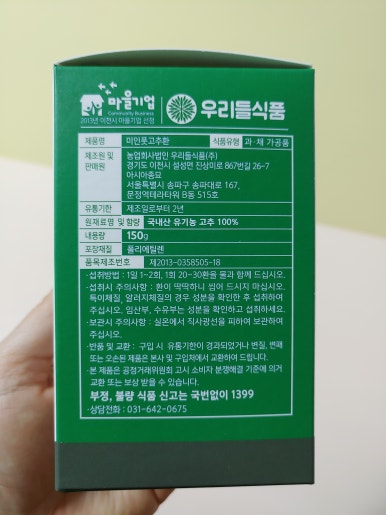 마을기업
Community Business
2013년 이천시 마을기업 선정
우리들식품
제품명 미인풋고추환 식품유형 과·채 가공품
제조원 및 판매원 농업회사법인 우리들식품(주)
경기도 이천시 설성면 진상미로 867번길 26-7
아시아종묘
서울특별시 송파구 송파대로 167,
문정역테라타워 B동 515호
유통기한 제조일로부터 2년
원재료명 및 함량 국내산 유기농 고추 100%
내용량 150g
포장재질 폴리에틸렌
품목제조번호 제2013-0358505-18
·섭취방법 : 1일 1~2회, 1회 20~30환을 물과 함께 드십시오.
·섭취시 주의사항 : 환이 딱딱하니 씹어 드시지 마십시오.
특이체질, 알러지체질의 경우 성분을 확인한 후 섭취하여
주십시오. 임산부, 수유부는 성분을 확인하고 섭취하세요.
·보관시 주의사항 : 실온에서 직사광선을 피하여 보관하여
주십시오.
·반품 및 교환 : 구입 시 유통기한이 경과되었거나 변질, 변패
또는 오손된 제품은 본사 및 구입처에서 교환하여 드립니다.
·본 제품은 공정거래위원회 고시 소비자 분쟁해결 기준에 의거
교환 또는 보상 받을 수 있습니다.
부정, 불량 식품 신고는 국번없이 1399
·상담전화 : 031-642-0675